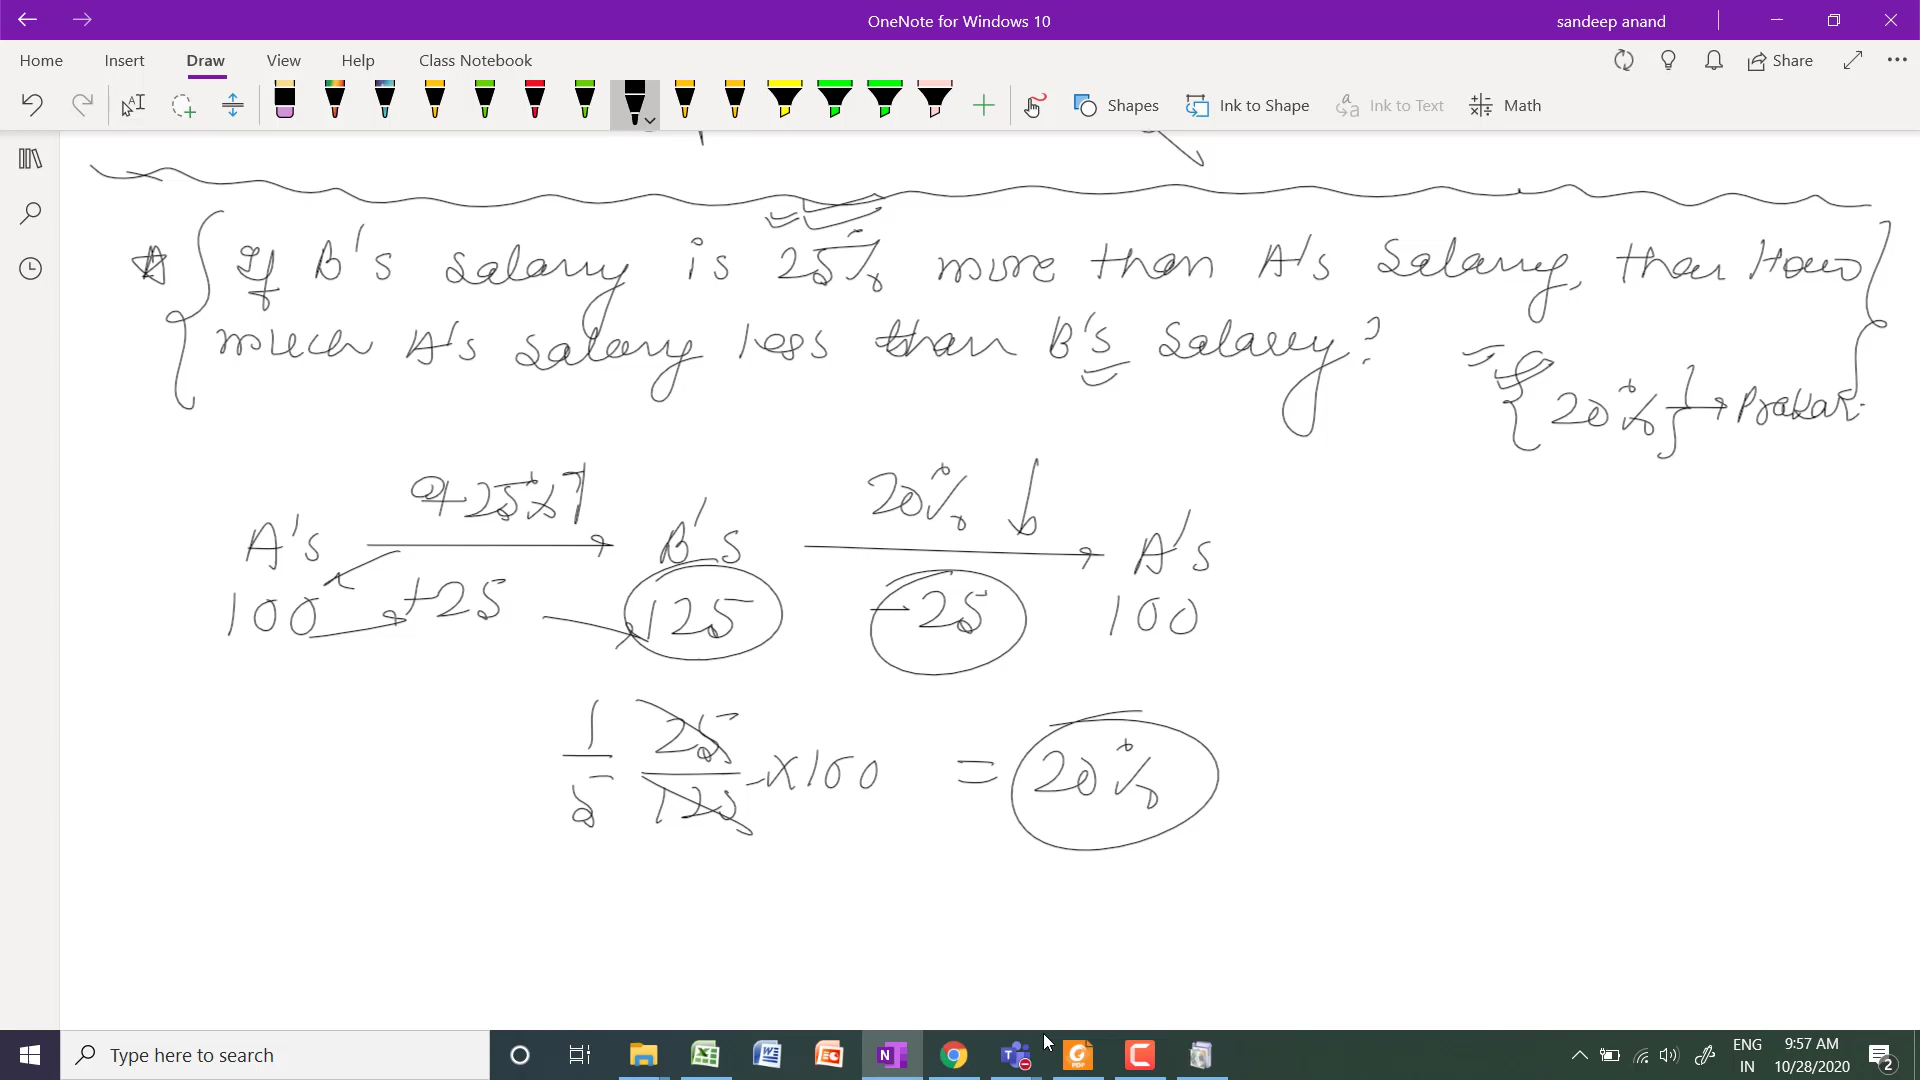 OneNote for Windows 10
sandeep anand
Home Insert Draw View Help Class Notebook
Share
Shapes Ink to Shape Ink to Text Math
If B's salary is 25% more than A's Salary, then How
much A's salary less than B's Salary?
{20%} → Prakar
+25%↑ 20% ↓
A's B's A's
100 +25 125 -25 100
1/5 25/125 × 100 = 20%
Type here to search
ENG
IN
9:57 AM
10/28/2020
2